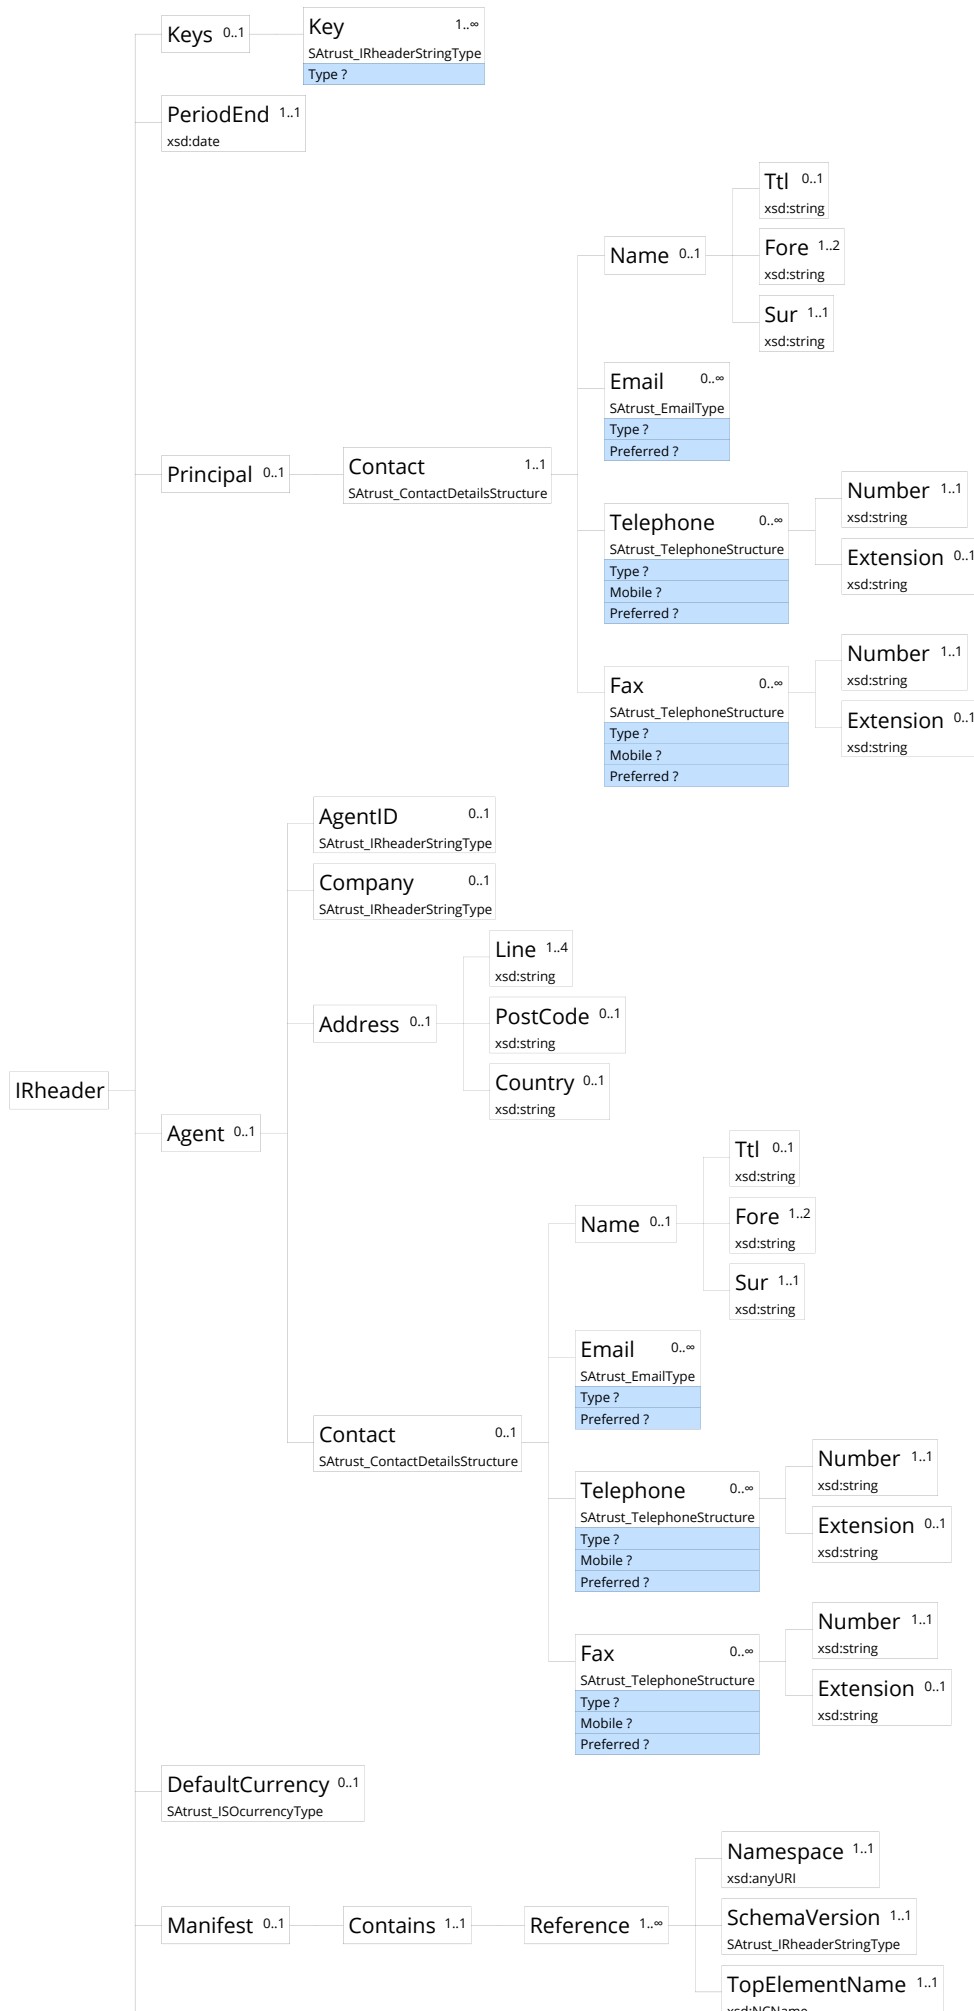 Keys 0..1
Key 1..∞
SAtrust_IRheaderStringType
Type ?
PeriodEnd 1..1
xsd:date
Ttl 0..1
xsd:string
Name 0..1
Fore 1..2
xsd:string
Sur 1..1
xsd:string
Email 0..∞
SAtrust_EmailType
Type ?
Preferred ?
Principal 0..1
Contact 1..1
SAtrust_ContactDetailsStructure
Telephone 0..∞
SAtrust_TelephoneStructure
Type ?
Mobile ?
Preferred ?
Number 1..1
xsd:string
Extension 0..1
xsd:string
Fax 0..∞
SAtrust_TelephoneStructure
Type ?
Mobile ?
Preferred ?
Number 1..1
xsd:string
Extension 0..1
xsd:string
AgentID 0..1
SAtrust_IRheaderStringType
Company 0..1
SAtrust_IRheaderStringType
Address 0..1
Line 1..4
xsd:string
PostCode 0..1
xsd:string
Country 0..1
xsd:string
IRheader
Agent 0..1
Ttl 0..1
xsd:string
Name 0..1
Fore 1..2
xsd:string
Sur 1..1
xsd:string
Email 0..∞
SAtrust_EmailType
Type ?
Preferred ?
Contact 0..1
SAtrust_ContactDetailsStructure
Telephone 0..∞
SAtrust_TelephoneStructure
Type ?
Mobile ?
Preferred ?
Number 1..1
xsd:string
Extension 0..1
xsd:string
Fax 0..∞
SAtrust_TelephoneStructure
Type ?
Mobile ?
Preferred ?
Number 1..1
xsd:string
Extension 0..1
xsd:string
DefaultCurrency 0..1
SAtrust_ISOcurrencyType
Manifest 0..1
Contains 1..1
Reference 1..∞
Namespace 1..1
xsd:anyURI
SchemaVersion 1..1
SAtrust_IRheaderStringType
TopElementName 1..1
xsd:NCName